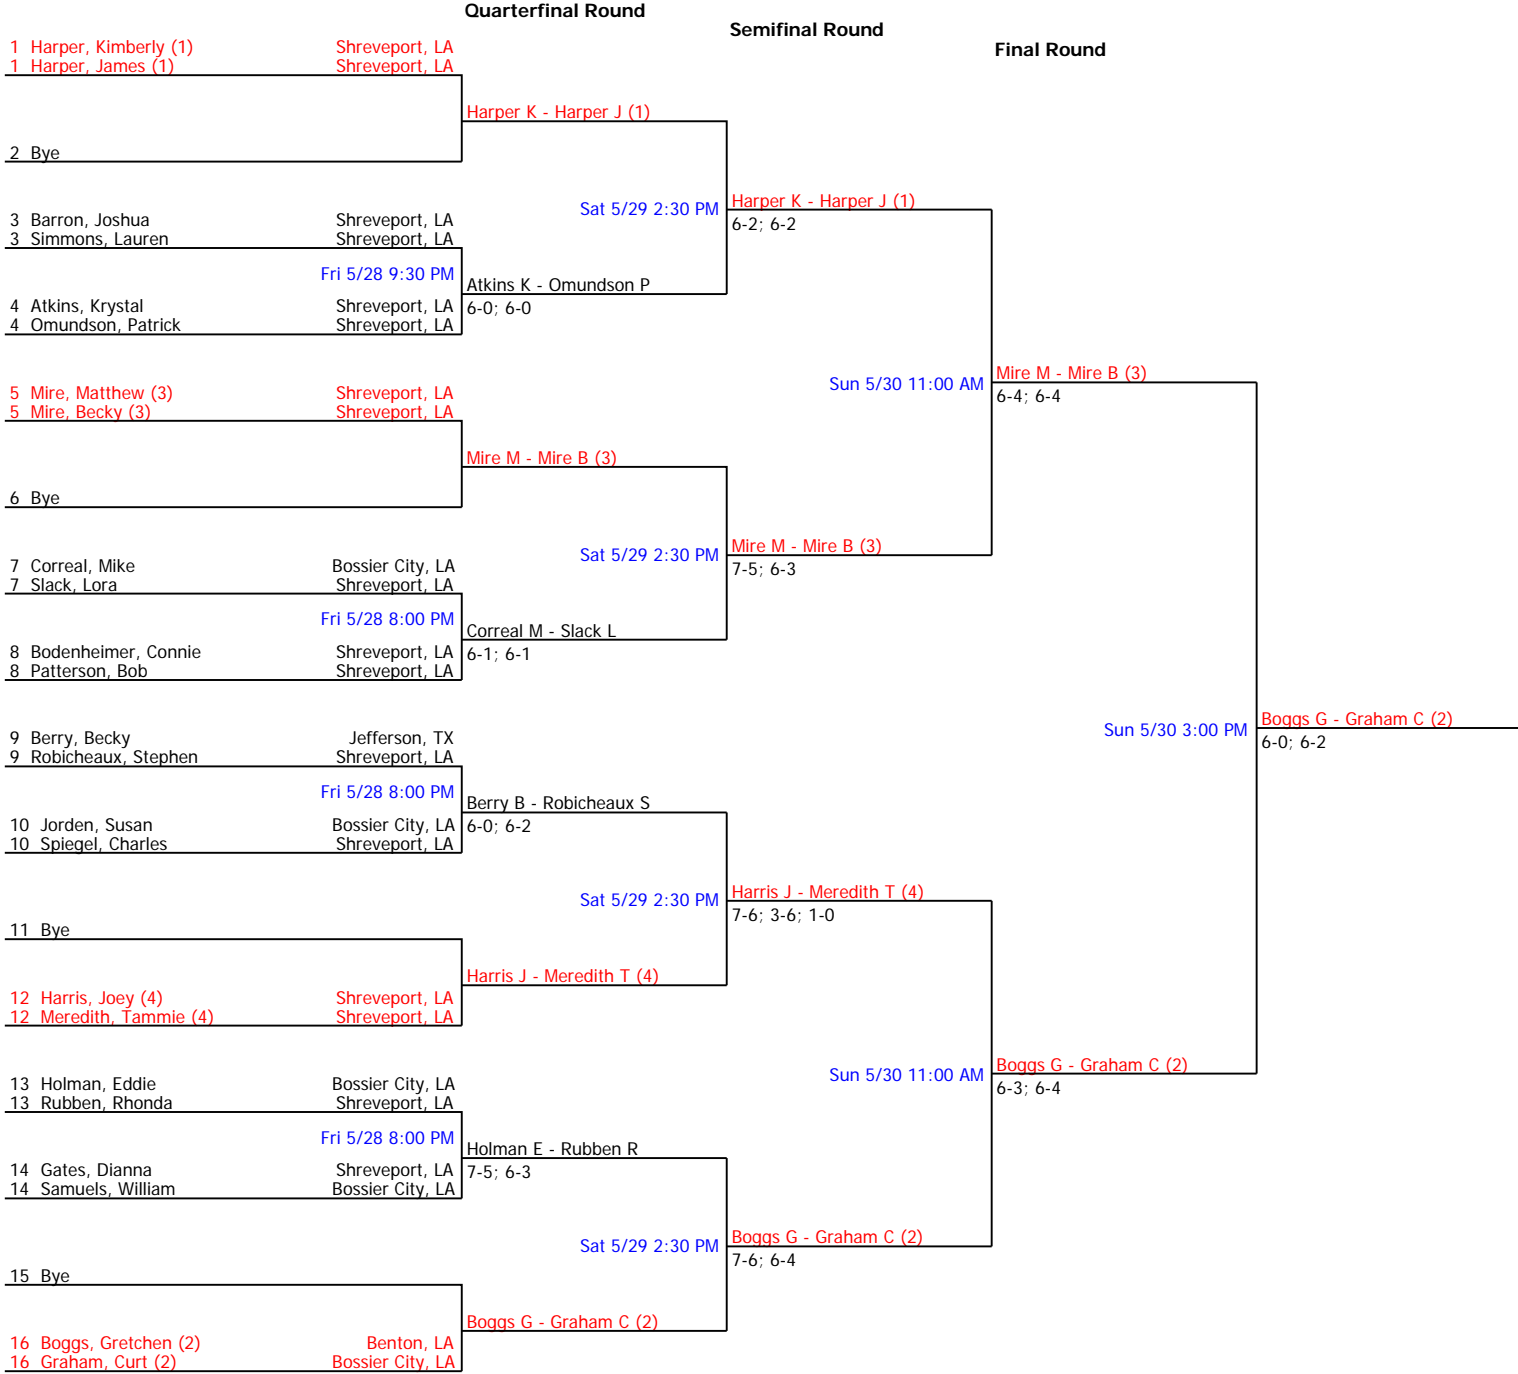 Quarterfinal Round
Semifinal Round
Final Round
1 Harper, Kimberly (1) Shreveport, LA
1 Harper, James (1) Shreveport, LA
Harper K - Harper J (1)
2 Bye
Sat 5/29 2:30 PM
Harper K - Harper J (1)
6-2; 6-2
3 Barron, Joshua Shreveport, LA
3 Simmons, Lauren Shreveport, LA
Fri 5/28 9:30 PM
Atkins K - Omundson P
6-0; 6-0
4 Atkins, Krystal Shreveport, LA
4 Omundson, Patrick Shreveport, LA
Sun 5/30 11:00 AM
Mire M - Mire B (3)
6-4; 6-4
5 Mire, Matthew (3) Shreveport, LA
5 Mire, Becky (3) Shreveport, LA
Mire M - Mire B (3)
6 Bye
Sat 5/29 2:30 PM
Mire M - Mire B (3)
7-5; 6-3
7 Correal, Mike Bossier City, LA
7 Slack, Lora Shreveport, LA
Fri 5/28 8:00 PM
Correal M - Slack L
6-1; 6-1
8 Bodenheimer, Connie Shreveport, LA
8 Patterson, Bob Shreveport, LA
Sun 5/30 3:00 PM
Boggs G - Graham C (2)
6-0; 6-2
9 Berry, Becky Jefferson, TX
9 Robicheaux, Stephen Shreveport, LA
Fri 5/28 8:00 PM
Berry B - Robicheaux S
6-0; 6-2
10 Jorden, Susan Bossier City, LA
10 Spiegel, Charles Shreveport, LA
Sat 5/29 2:30 PM
Harris J - Meredith T (4)
7-6; 3-6; 1-0
11 Bye
Harris J - Meredith T (4)
12 Harris, Joey (4) Shreveport, LA
12 Meredith, Tammie (4) Shreveport, LA
Sun 5/30 11:00 AM
Boggs G - Graham C (2)
6-3; 6-4
13 Holman, Eddie Bossier City, LA
13 Rubben, Rhonda Shreveport, LA
Fri 5/28 8:00 PM
Holman E - Rubben R
7-5; 6-3
14 Gates, Dianna Shreveport, LA
14 Samuels, William Bossier City, LA
Sat 5/29 2:30 PM
Boggs G - Graham C (2)
7-6; 6-4
15 Bye
Boggs G - Graham C (2)
16 Boggs, Gretchen (2) Benton, LA
16 Graham, Curt (2) Bossier City, LA